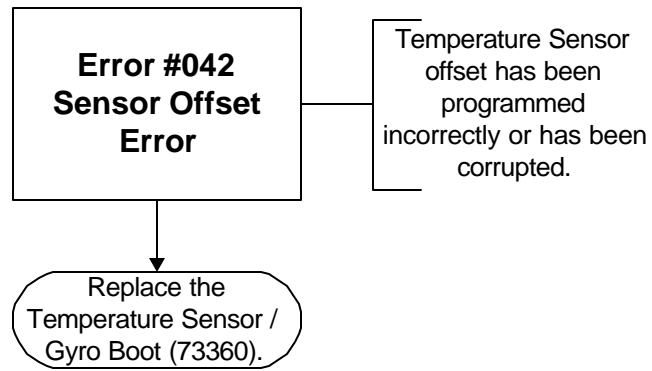 Error #042
Sensor Offset
Error
Temperature Sensor
offset has been
programmed
incorrectly or has been
corrupted.
Replace the
Temperature Sensor /
Gyro Boot (73360).